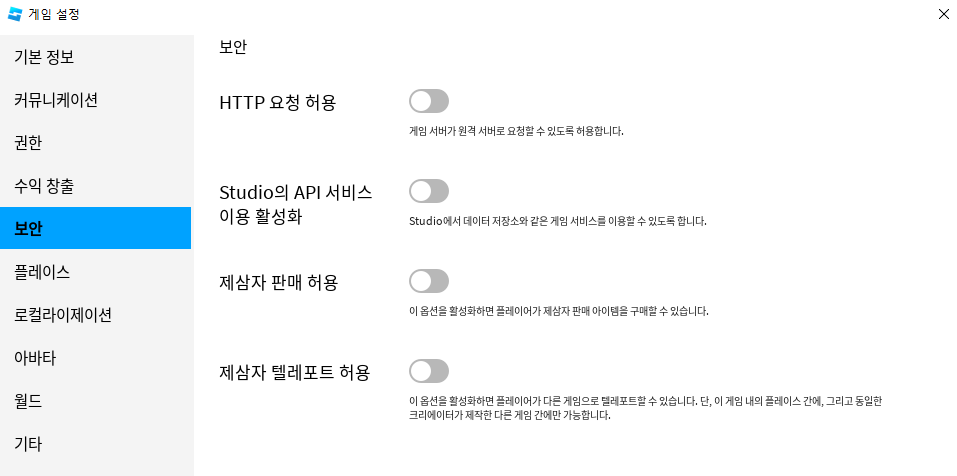 게임 설정
기본 정보
커뮤니케이션
권한
수익 창출
보안
플레이스
로컬라이제이션
아바타
월드
기타
보안
HTTP 요청 허용
게임 서버가 원격 서버로 요청할 수 있도록 허용합니다.
Studio의 API 서비스
이용 활성화
Studio에서 데이터 저장소와 같은 게임 서비스를 이용할 수 있도록 합니다.
제삼자 판매 허용
이 옵션을 활성화하면 플레이어가 제삼자 판매 아이템을 구매할 수 있습니다.
제삼자 텔레포트 허용
이 옵션을 활성화하면 플레이어가 다른 게임으로 텔레포트할 수 있습니다. 단, 이 게임 내의 플레이스 간에, 그리고 동일한
크리에이터가 제작한 다른 게임 간에만 가능합니다.